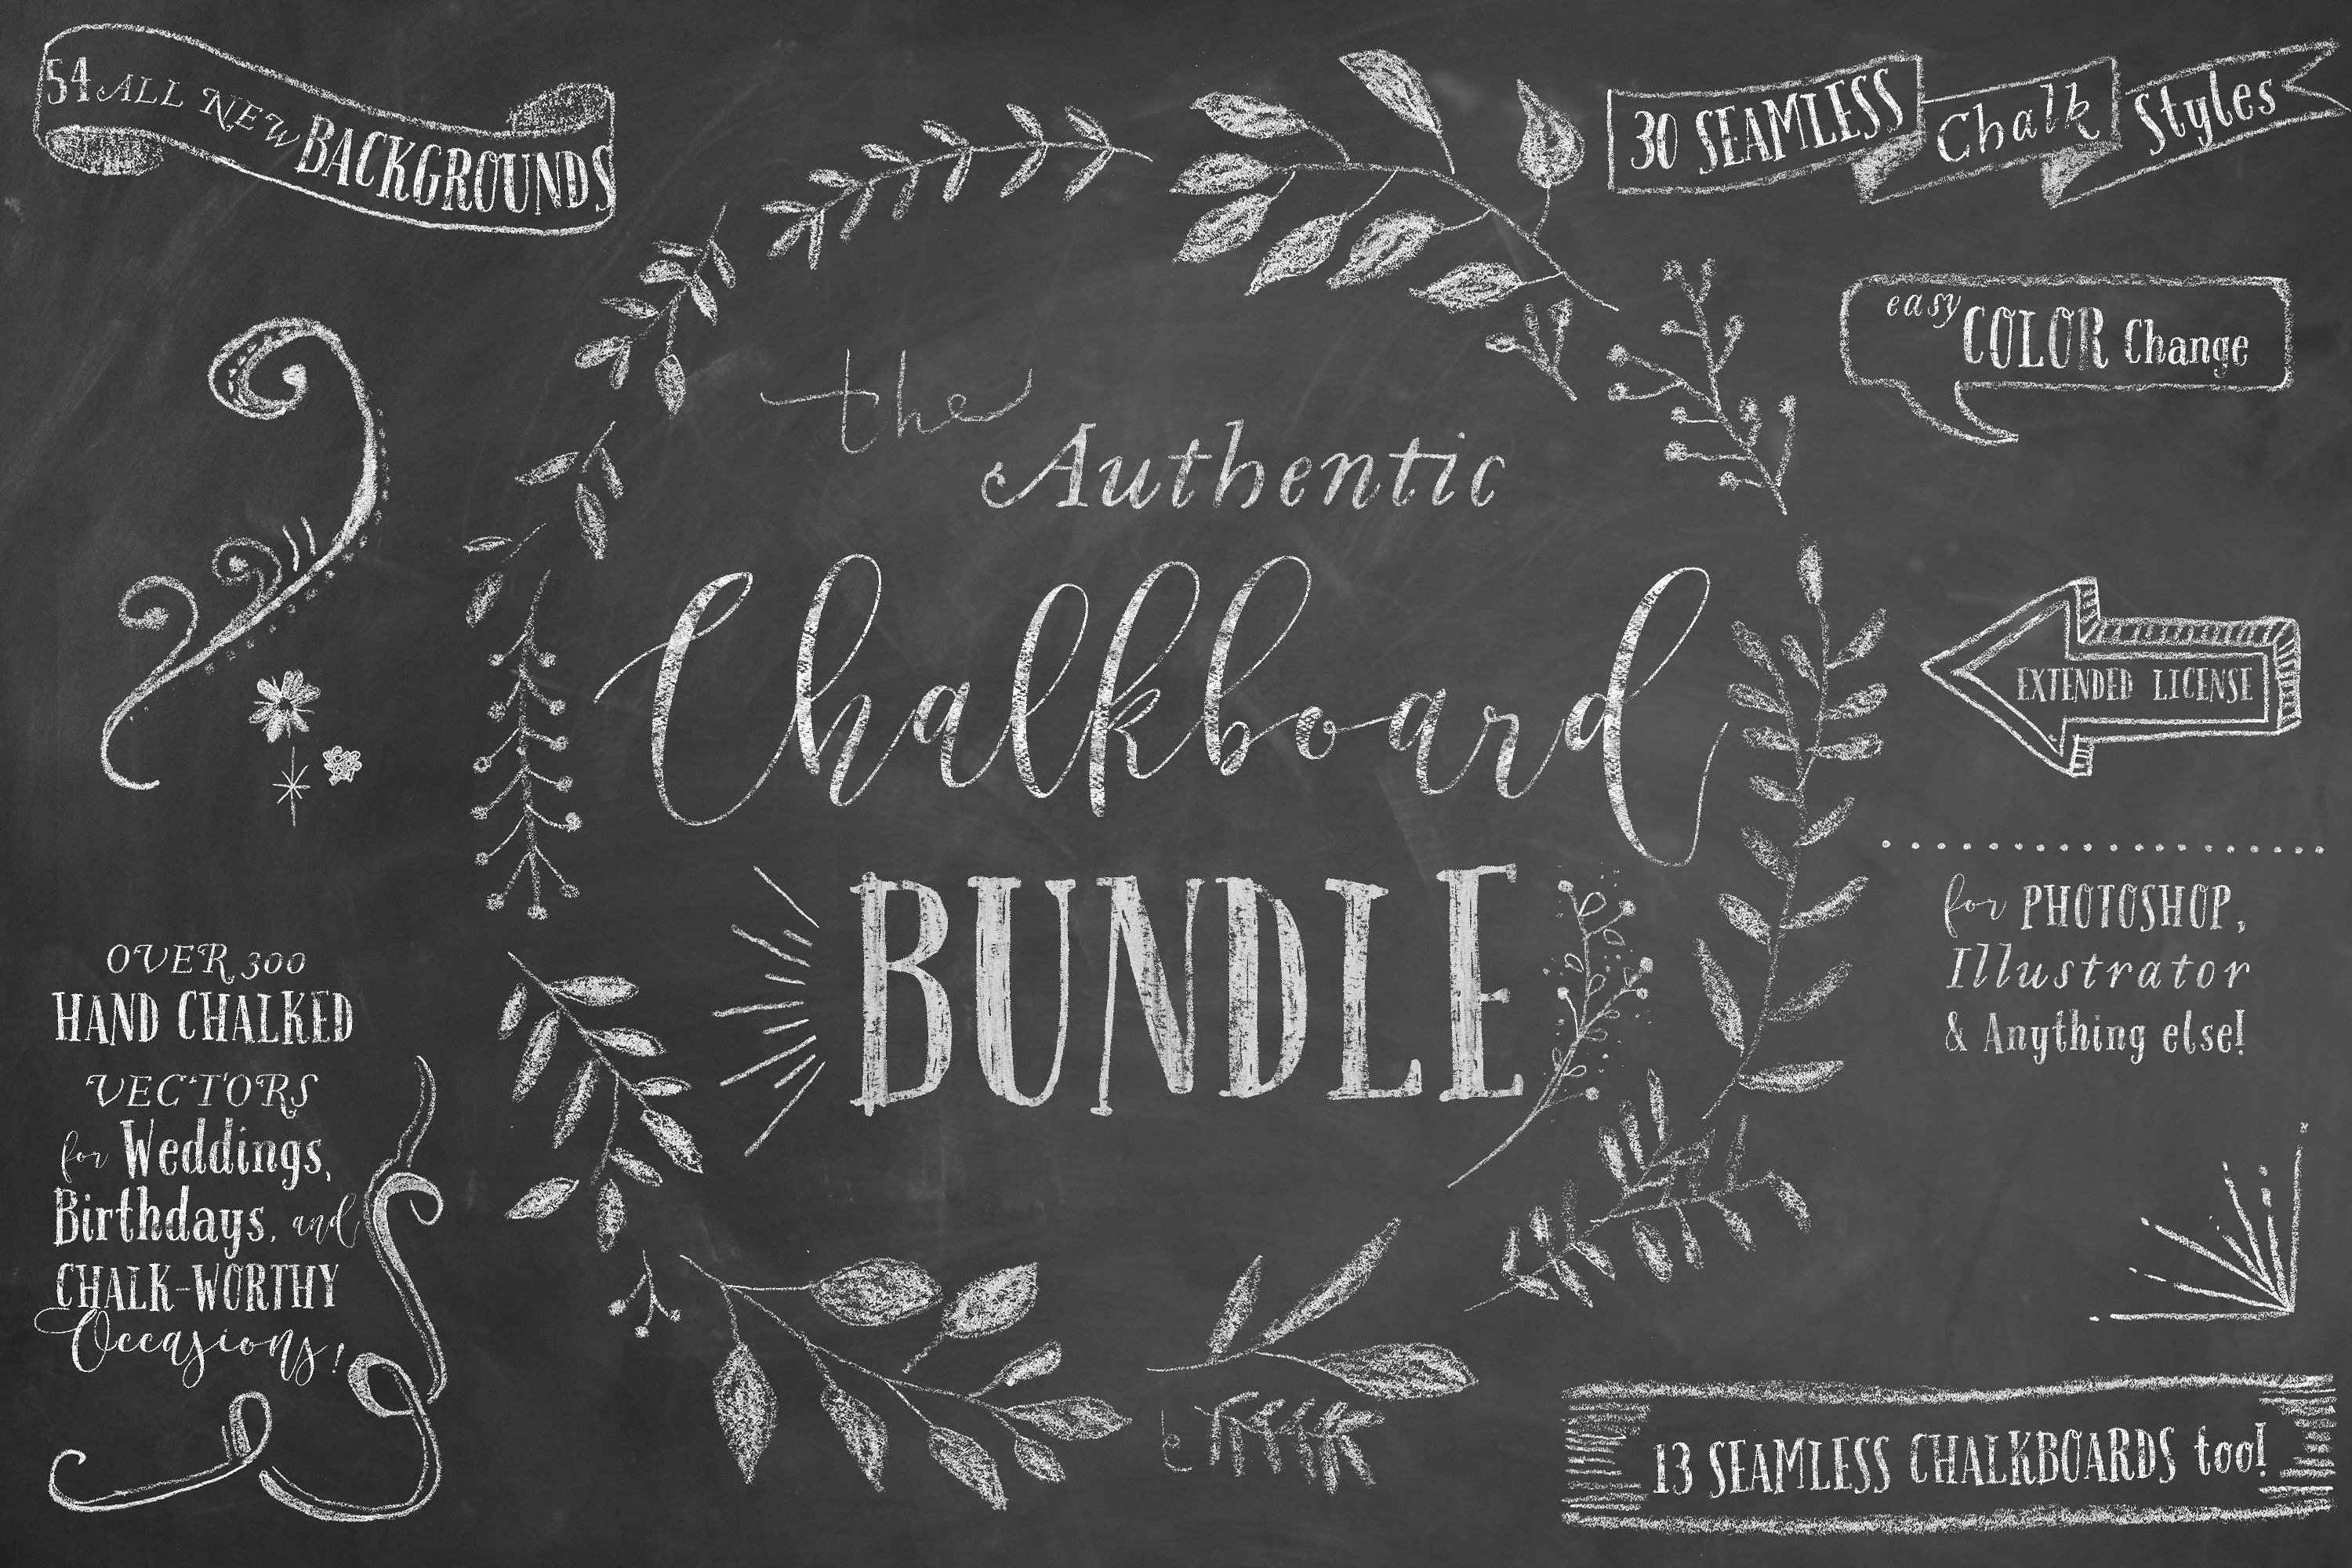 54 ALL NEW BACKGROUNDS
30 SEAMLESS Chalk Styles
easy COLOR Change
the
Authentic
Chalkboard
BUNDLE
EXTENDED LICENSE
for PHOTOSHOP,
Illustrator
& Anything else!
OVER 300
HAND CHALKED
VECTORS
for Weddings,
Birthdays, and
CHALK-WORTHY
Occasions!
13 SEAMLESS CHALKBOARDS too!